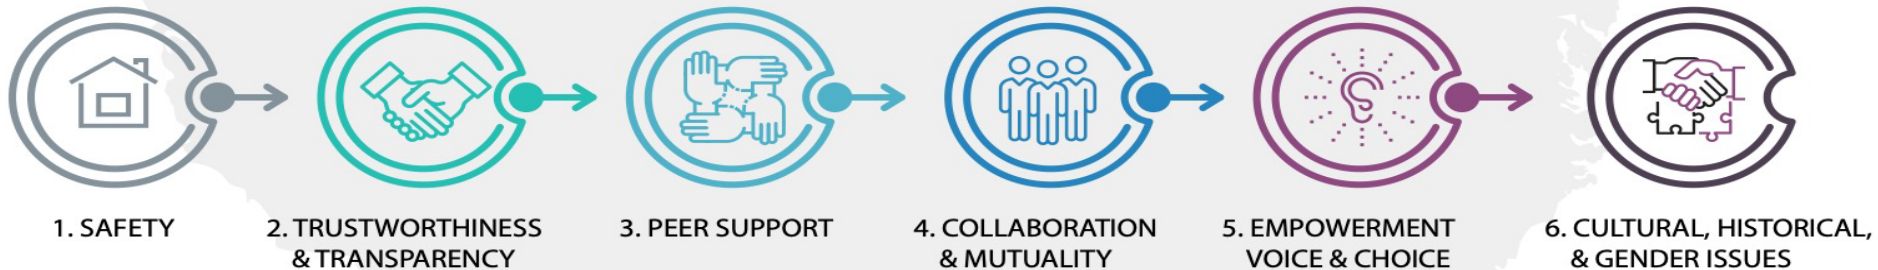 1. SAFETY
2. TRUSTWORTHINESS
& TRANSPARENCY
3. PEER SUPPORT
4. COLLABORATION
& MUTUALITY
5. EMPOWERMENT
VOICE & CHOICE
6. CULTURAL, HISTORICAL,
& GENDER ISSUES